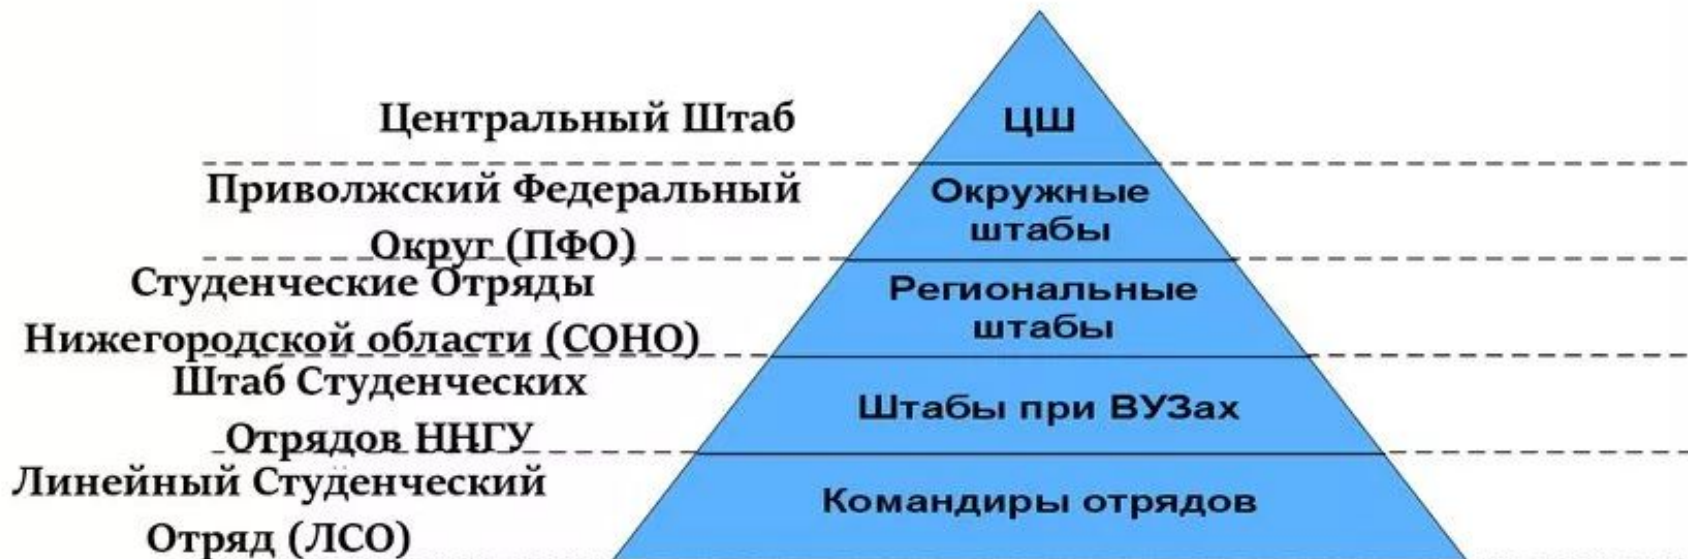 Центральный Штаб
ЦШ
Приволжский Федеральный
Округ (ПФО)
Окружные
штабы
Студенческие Отряды
Нижегородской области (СОНО)
Региональные
штабы
Штаб Студенческих
Отрядов ННГУ
Штабы при ВУЗах
Линейный Студенческий
Отряд (ЛСО)
Командиры отрядов